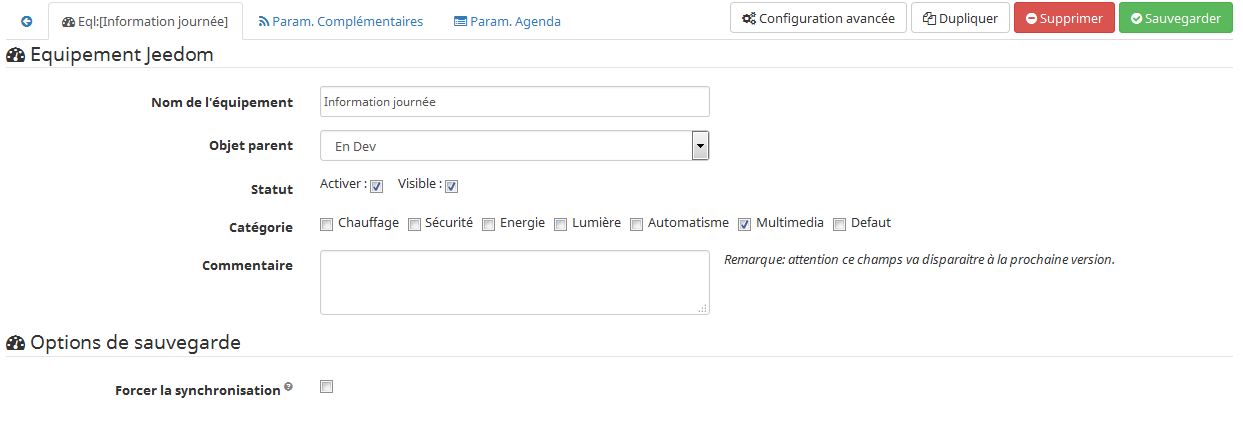 Eql:[Information journée] Param. Complémentaires Param. Agenda Configuration avancée Dupliquer Supprimer Sauvegarder
Equipement Jeedom
Nom de l'équipement Information journée
Objet parent En Dev
Statut Activer : Visible :
Catégorie Chauffage Sécurité Energie Lumière Automatisme Multimedia Defaut
Commentaire Remarque: attention ce champs va disparaitre à la prochaine version.
Options de sauvegarde
Forcer la synchronisation ?